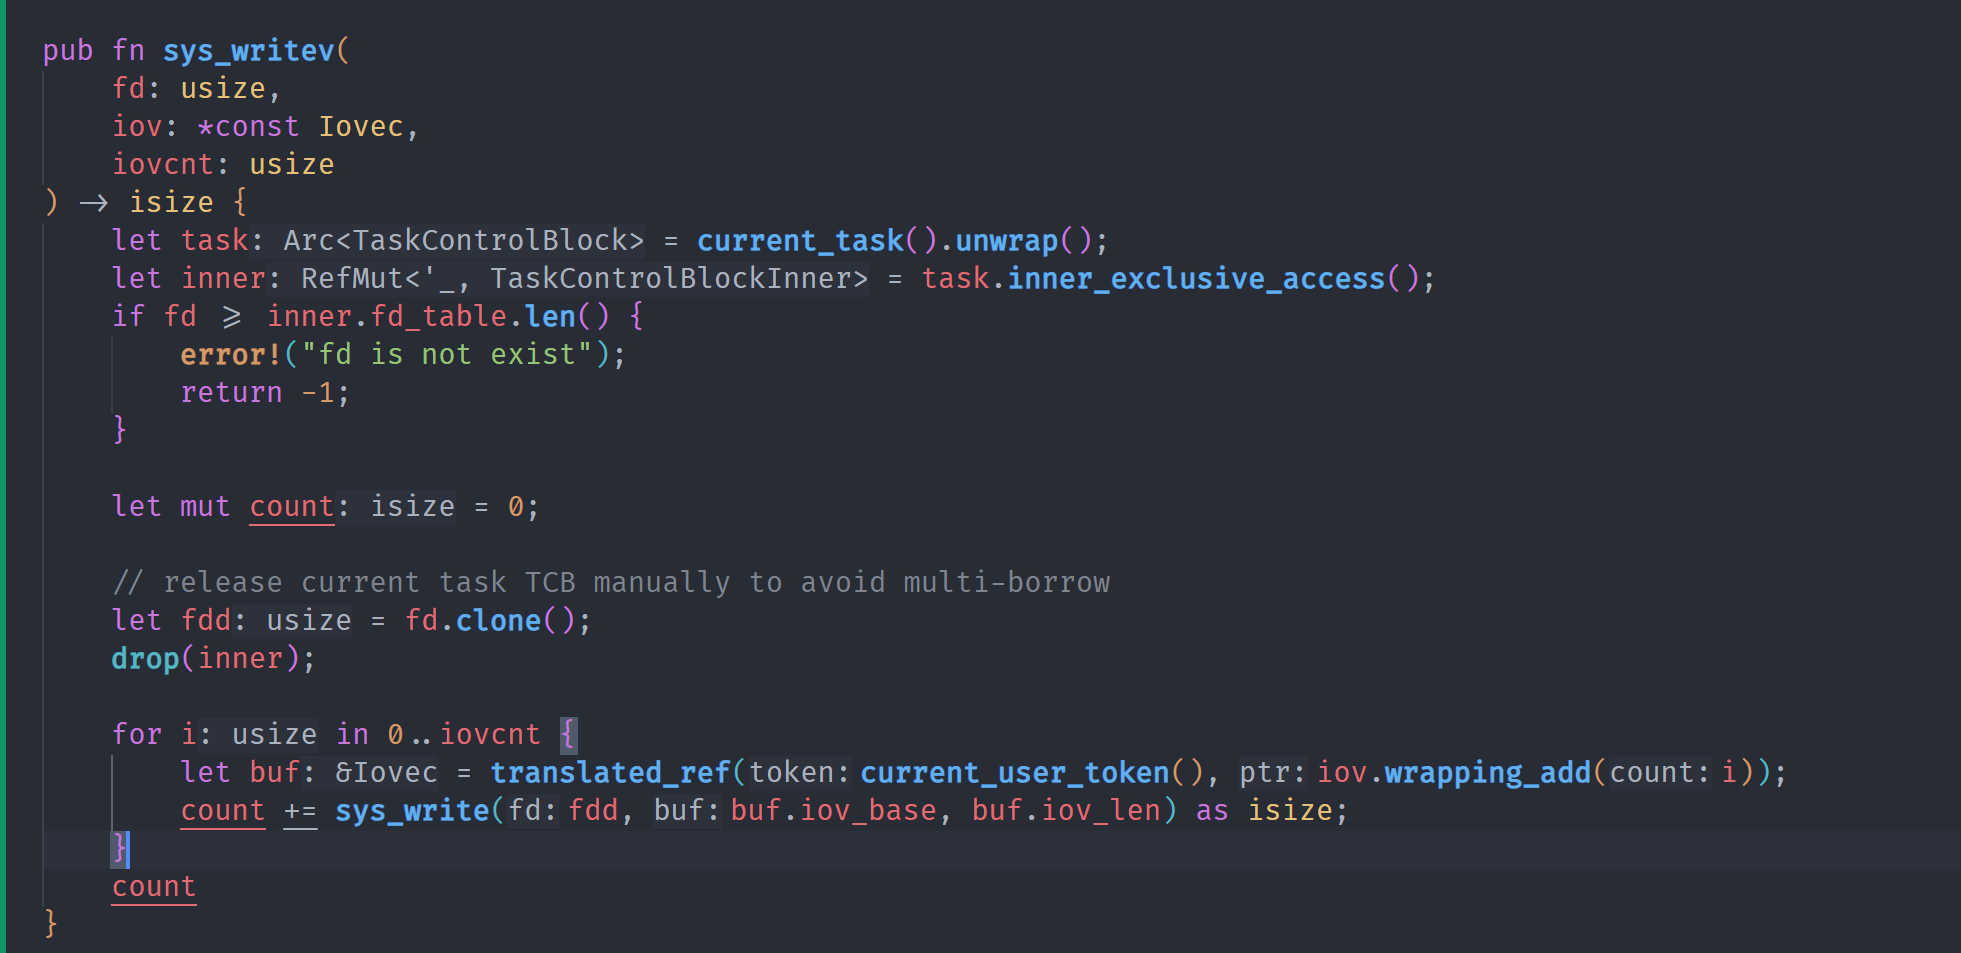 pub fn sys_writev(
    fd: usize,
    iov: *const Iovec,
    iovcnt: usize
) -> isize {
    let task: Arc<TaskControlBlock> = current_task().unwrap();
    let inner: RefMut<'_, TaskControlBlockInner> = task.inner_exclusive_access();
    if fd >= inner.fd_table.len() {
        error!("fd is not exist");
        return -1;
    }
    let mut count: isize = 0;
    // release current task TCB manually to avoid multi-borrow
    let fdd: usize = fd.clone();
    drop(inner);
    for i: usize in 0..iovcnt {
        let buf: &Iovec = translated_ref(token: current_user_token(), ptr: iov.wrapping_add(count: i));
        count += sys_write(fd: fdd, buf: buf.iov_base, buf.iov_len) as isize;
    }
    count
}